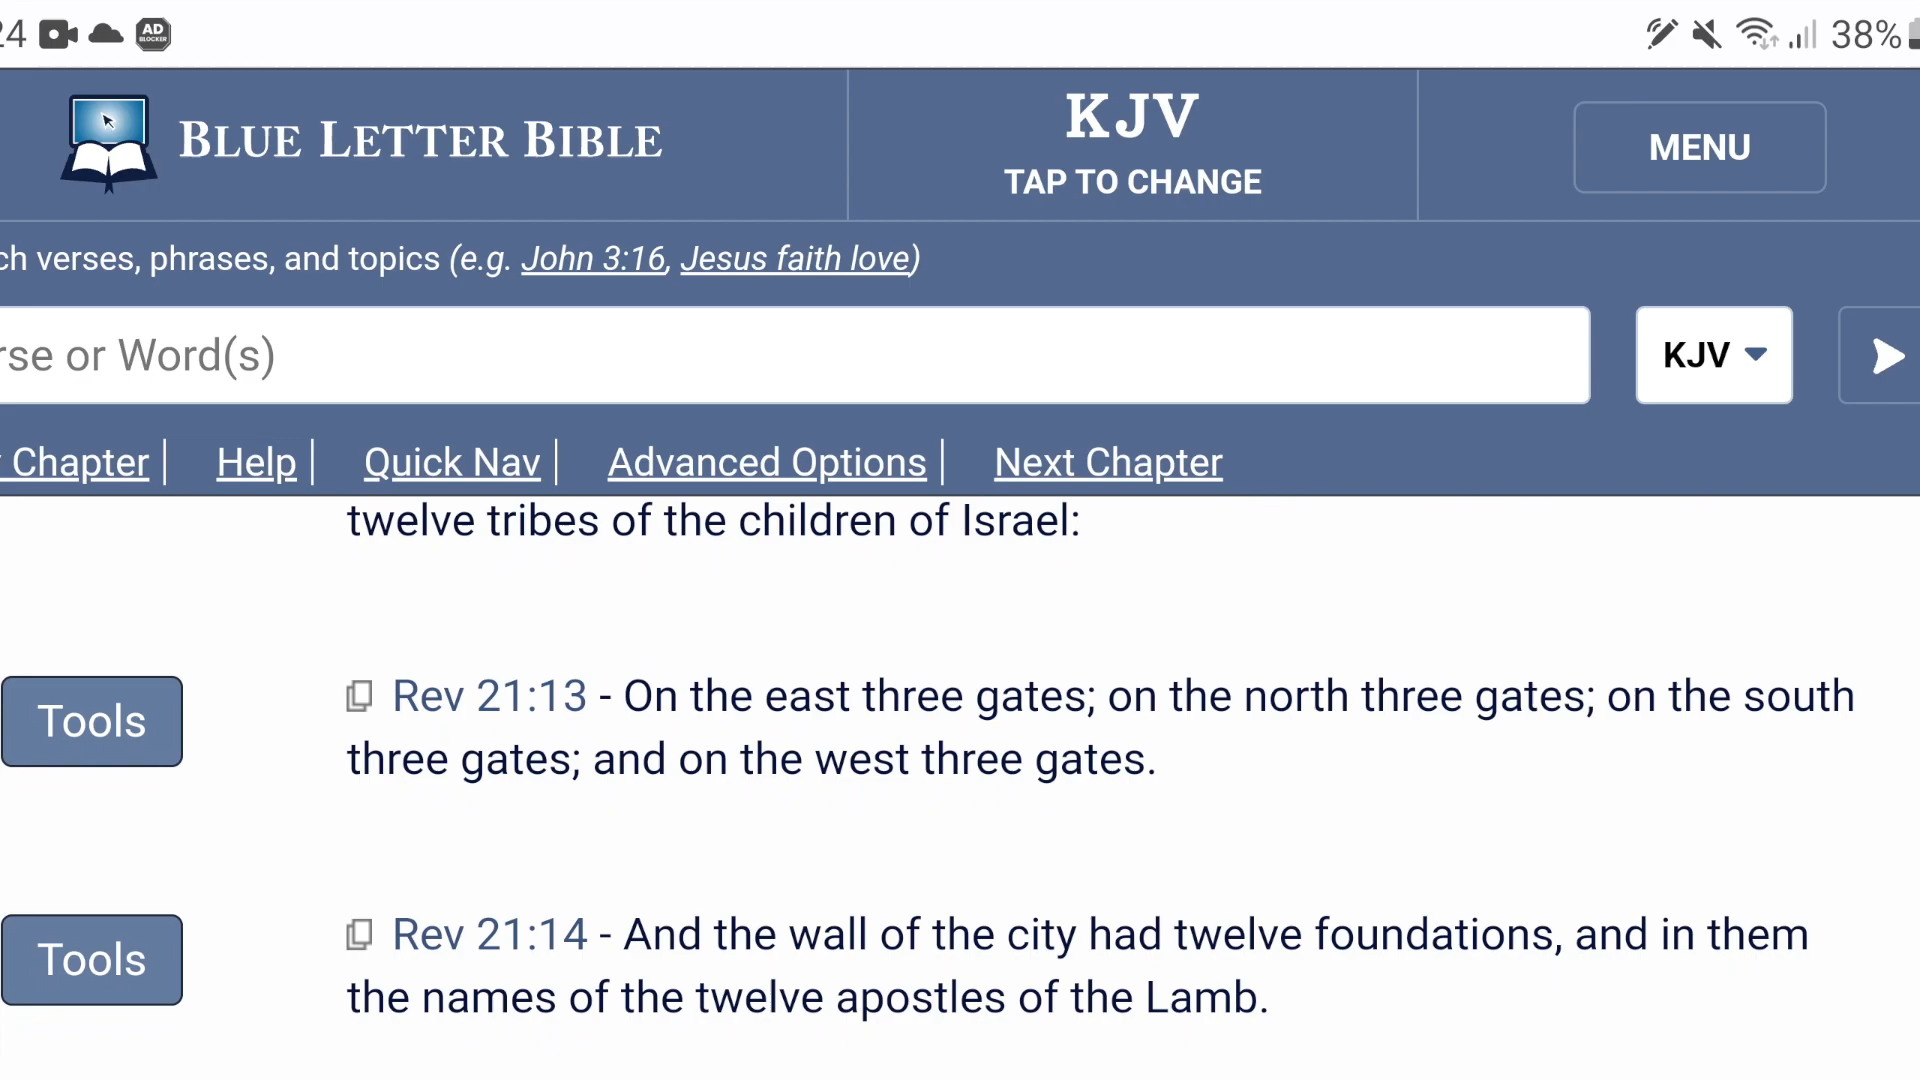 24 AD BLOCKER 38%
BLUE LETTER BIBLE
KJV
TAP TO CHANGE
MENU
ch verses, phrases, and topics (e.g. John 3:16, Jesus faith love)
rse or Word(s)
KJV
Chapter | Help | Quick Nav | Advanced Options | Next Chapter
twelve tribes of the children of Israel:
Tools
Rev 21:13 - On the east three gates; on the north three gates; on the south
three gates; and on the west three gates.
Tools
Rev 21:14 - And the wall of the city had twelve foundations, and in them
the names of the twelve apostles of the Lamb.